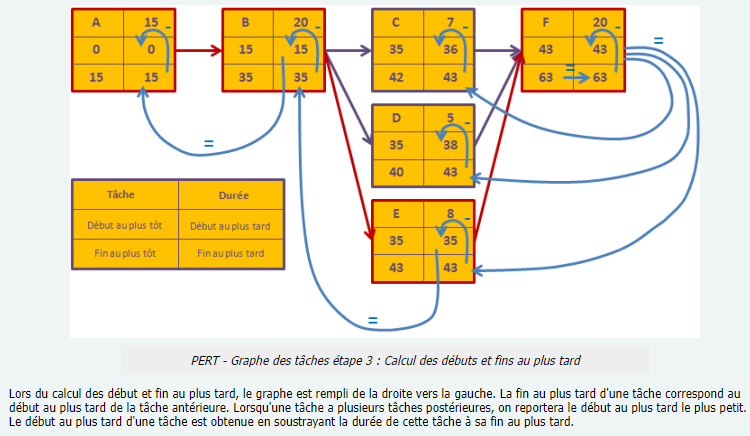 A 15 -
0 0
15 15
B 20 -
15 15
35 35
C 7 -
35 36
42 43
D 5 -
35 38
40 43
E 8 -
35 35
43 43
F 20 -
43 43
63 = 63
=
=
=
Tâche Durée
Début au plus tôt Début au plus tard
Fin au plus tôt Fin au plus tard
PERT - Graphe des tâches étape 3 : Calcul des débuts et fins au plus tard
Lors du calcul des début et fin au plus tard, le graphe est rempli de la droite vers la gauche. La fin au plus tard d'une tâche correspond au
début au plus tard de la tâche antérieure. Lorsqu'une tâche a plusieurs tâches postérieures, on reportera le début au plus tard le plus petit.
Le début au plus tard d'une tâche est obtenue en soustrayant la durée de cette tâche à sa fin au plus tard.